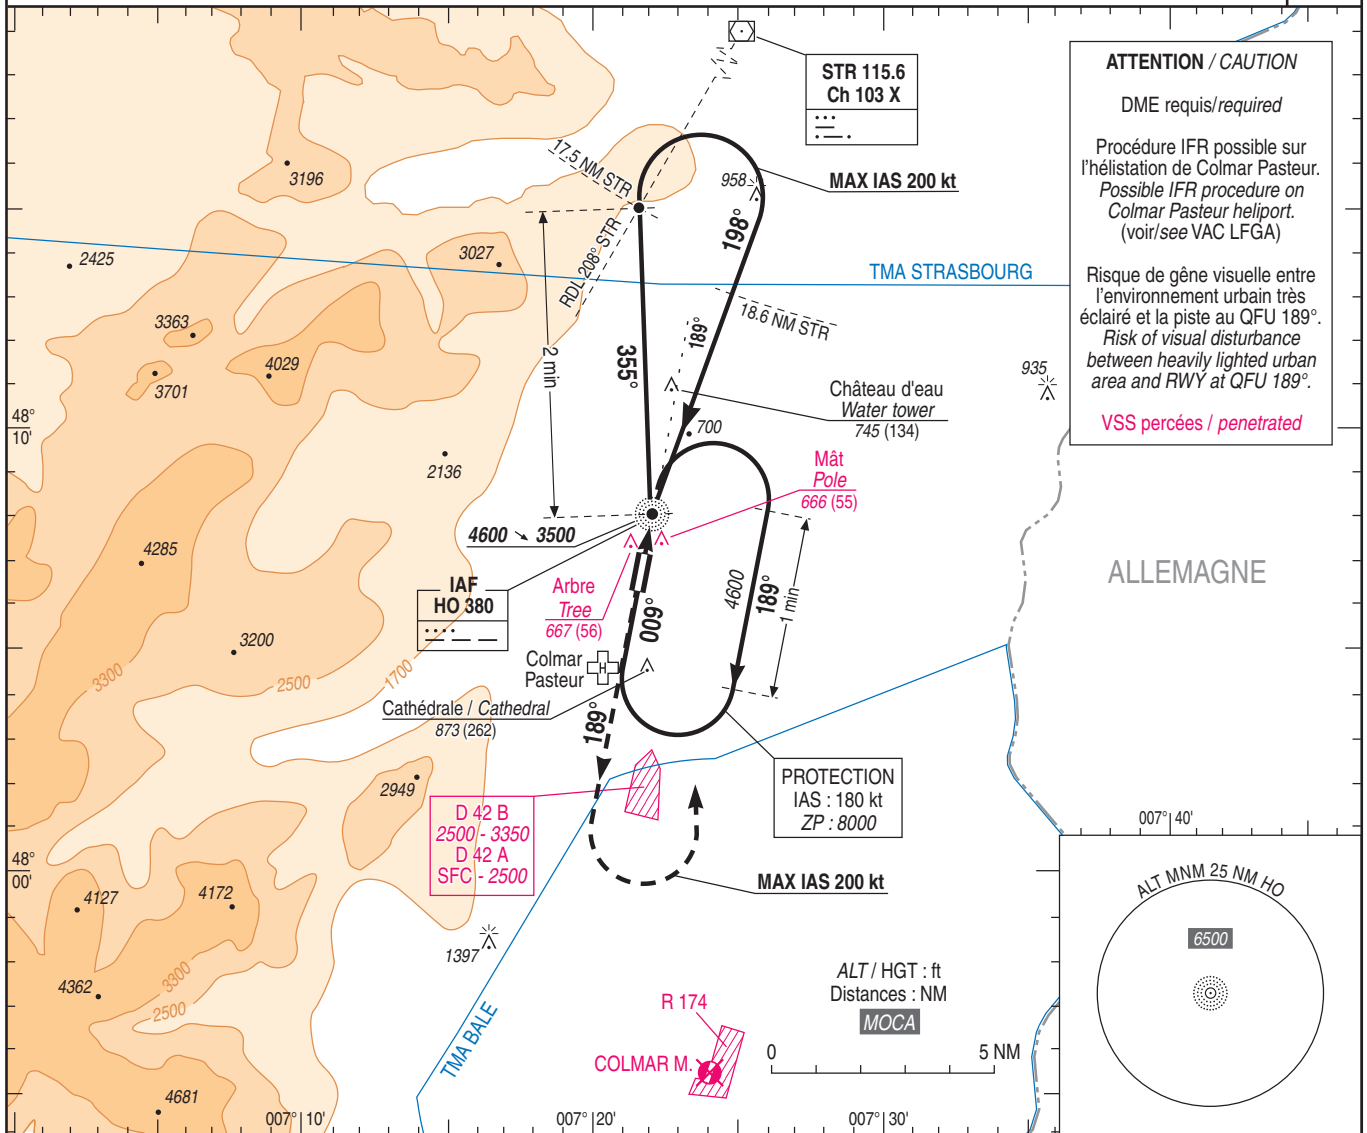 STR 115.6
Ch 103 X
ATTENTION / CAUTION
DME requis/required
Procédure IFR possible sur
l'hélistation de Colmar Pasteur.
Possible IFR procedure on
Colmar Pasteur heliport.
(voir/see VAC LFGA)
Risque de gêne visuelle entre
l'environnement urbain très
éclairé et la piste au QFU 189°.
Risk of visual disturbance
between heavily lighted urban
area and RWY at QFU 189°.
VSS percées / penetrated
17.5 NM STR
3196
958
MAX IAS 200 kt
198°
RDL 208° STR
2425
3027
TMA STRASBOURG
18.6 NM STR
189°
3363
2 min
355°
4029
3701
935
Château d'eau
Water tower
745 (134)
48°
10'
700
2136
Mât
Pole
666 (55)
4600 ↘ 3500
4285
ALLEMAGNE
IAF
HO 380
Arbre
Tree
667 (56)
009°
4600
189°
1 min
3200
Colmar
Pasteur
H
3300
2500
1700
Cathédrale / Cathedral
873 (262)
189°
2949
PROTECTION
IAS : 180 kt
ZP : 8000
D 42 B
2500 - 3350
D 42 A
SFC - 2500
007° 40'
48°
00'
4127
4172
MAX IAS 200 kt
ALT MNM 25 NM HO
6500
1397
3300
2500
4362
ALT / HGT : ft
Distances : NM
MOCA
R 174
TMA BALE
COLMAR M.
0
5 NM
4681
007° 10'
007° 20'
007° 30'